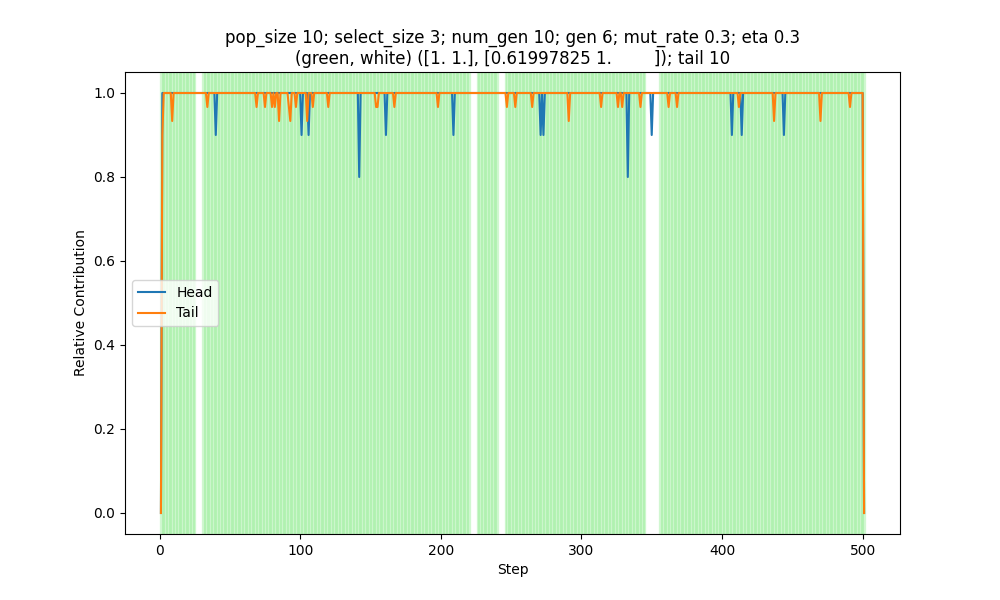 pop_size 10; select_size 3; num_gen 10; gen 6; mut_rate 0.3; eta 0.3
(green, white) ([1. 1.], [0.61997825 1.         ]); tail 10
1.0
0.8
0.6
0.4
0.2
0.0
Relative Contribution
Head
Tail
0 100 200 300 400 500
Step